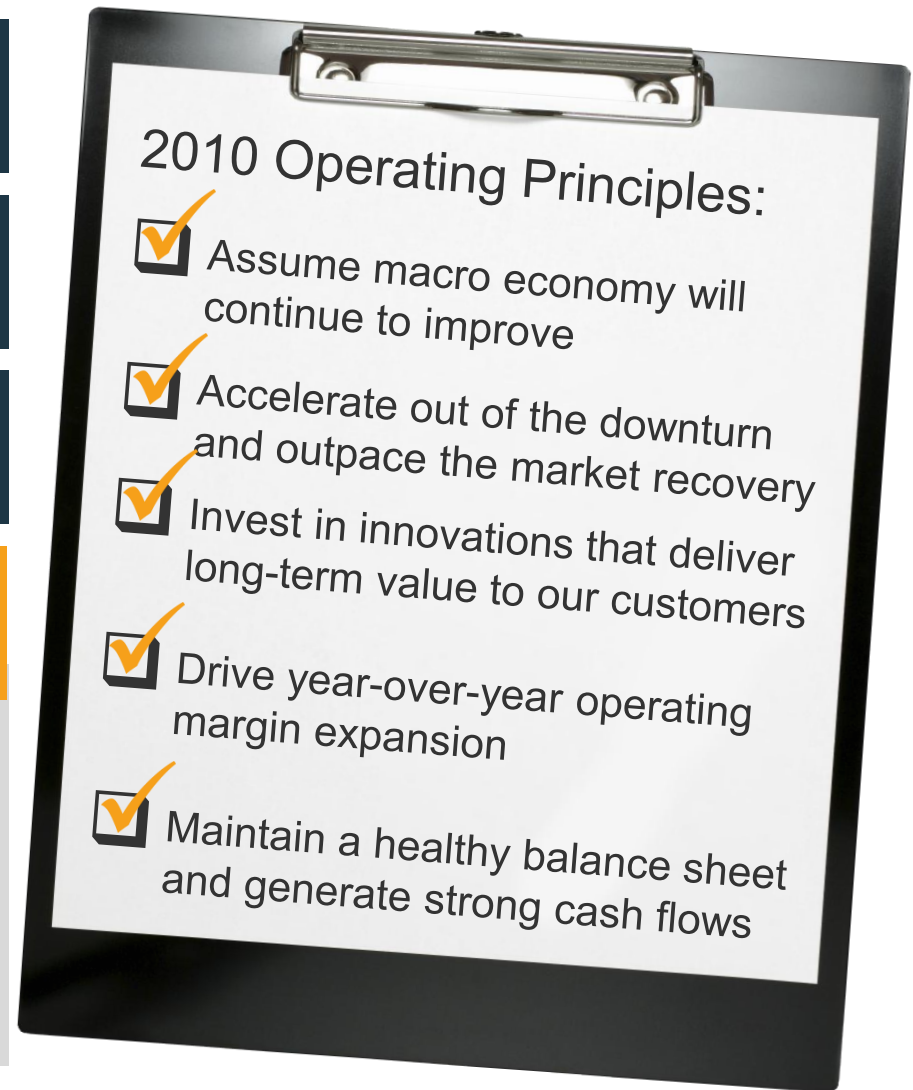 2010 Operating Principles:
Assume macro economy will
continue to improve
Accelerate out of the downturn
and outpace the market recovery
Invest in innovations that deliver
long-term value to our customers
Drive year-over-year operating
margin expansion
Maintain a healthy balance sheet
and generate strong cash flows